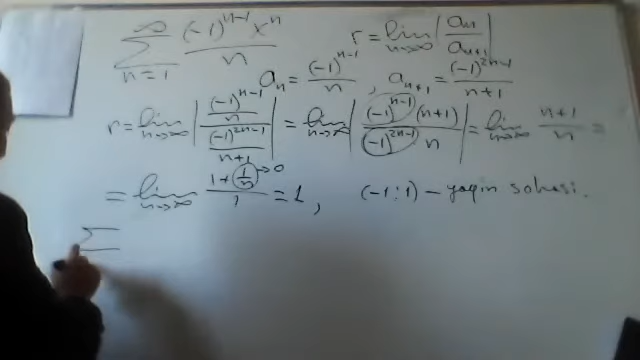 ∑_{n=1}^{∞} (-1)^{n-1} x^n / n r = lim_{n→∞} | a_n / a_{n+1} |
a_n = (-1)^{n-1} / n , a_{n+1} = (-1)^{2n-1} / n+1
r = lim_{n→∞} | ((-1)^{n-1} / n) / ((-1)^{2n-1} / n+1) | = lim_{n→∞} | (-1)^{n-1} (n+1) / (-1)^{2n-1} n | = lim_{n→∞} n+1 / n =
= lim_{n→∞} 1 + 1/n →0 / 1 = 1, (-1;1) - yaqin sohasi.
∑